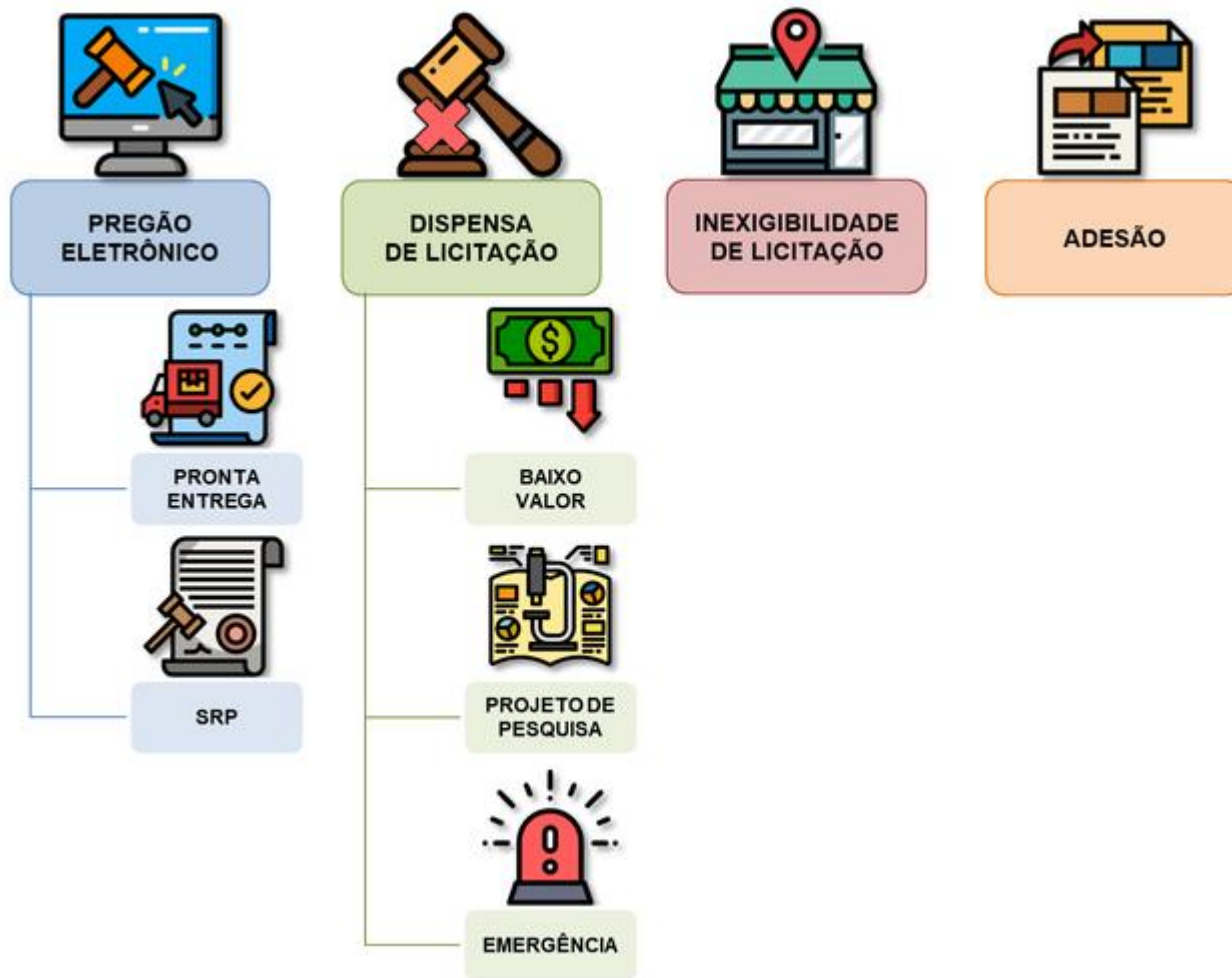 PREGÃO
ELETRÔNICO
PRONTA
ENTREGA
SRP
DISPENSA
DE LICITAÇÃO
$
BAIXO
VALOR
PROJETO DE
PESQUISA
EMERGÊNCIA
INEXIGIBILIDADE
DE LICITAÇÃO
ADESÃO